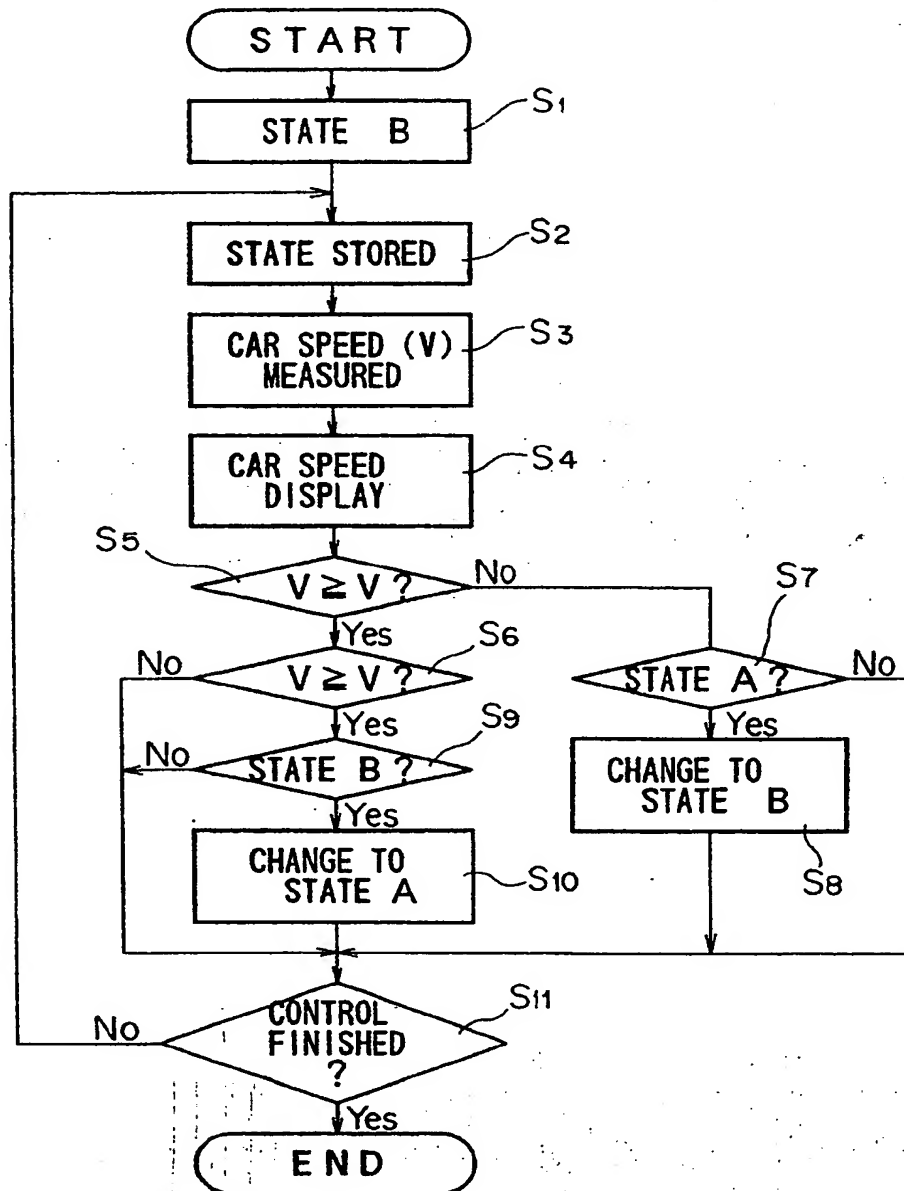 START
S1
STATE B
S2
STATE STORED
S3
CAR SPEED (V)
MEASURED
S4
CAR SPEED
DISPLAY
S5
V ≧ V ?
No
Yes
S6
V ≧ V ?
No
Yes
S7
STATE A ?
No
Yes
S9
STATE B ?
No
Yes
CHANGE TO
STATE B
S8
CHANGE TO
STATE A
S10
CONTROL
FINISHED
?
S11
No
Yes
END